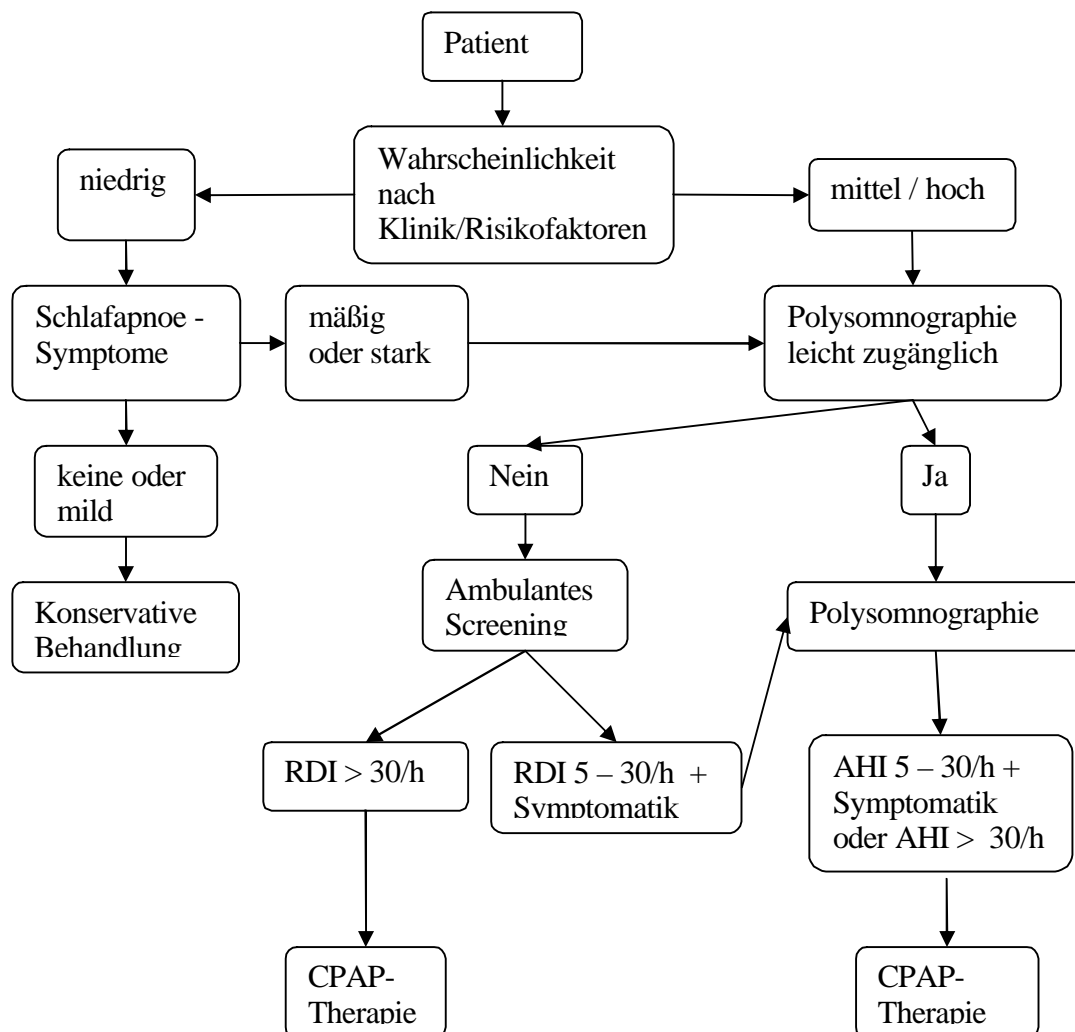 Patient
Wahrscheinlichkeit
nach
Klinik/Risikofaktoren
niedrig
mittel / hoch
Schlafapnoe -
Symptome
mäßig
oder stark
Polysomnographie
leicht zugänglich
keine oder
mild
Nein
Ja
Konservative
Behandlung
Ambulantes
Screening
Polysomnographie
RDI > 30/h
RDI 5 – 30/h +
Symptomatik
AHI 5 – 30/h +
Symptomatik
oder AHI > 30/h
CPAP-
Therapie
CPAP-
Therapie